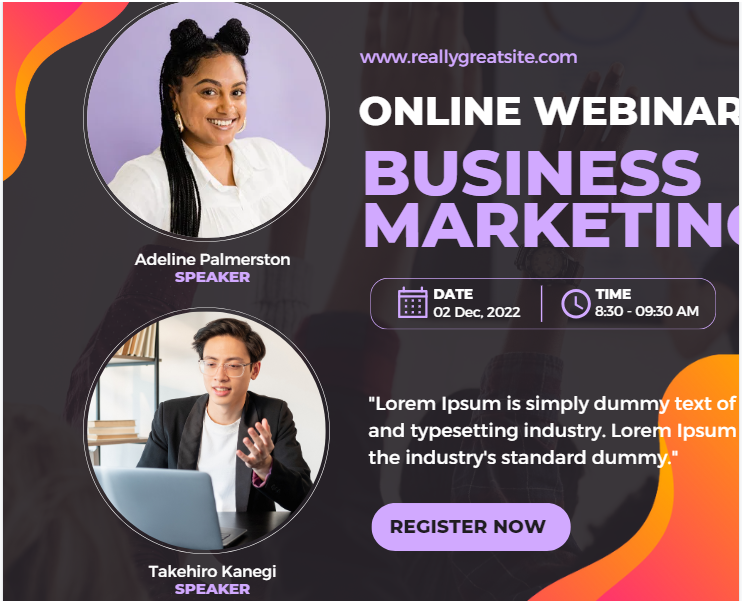 www.reallygreatsite.com
ONLINE WEBINAR
BUSINESS
MARKETING
Adeline Palmerston
SPEAKER
DATE
02 Dec, 2022
TIME
8:30 - 09:30 AM
"Lorem Ipsum is simply dummy text of
and typesetting industry. Lorem Ipsum
the industry's standard dummy."
REGISTER NOW
Takehiro Kanegi
SPEAKER